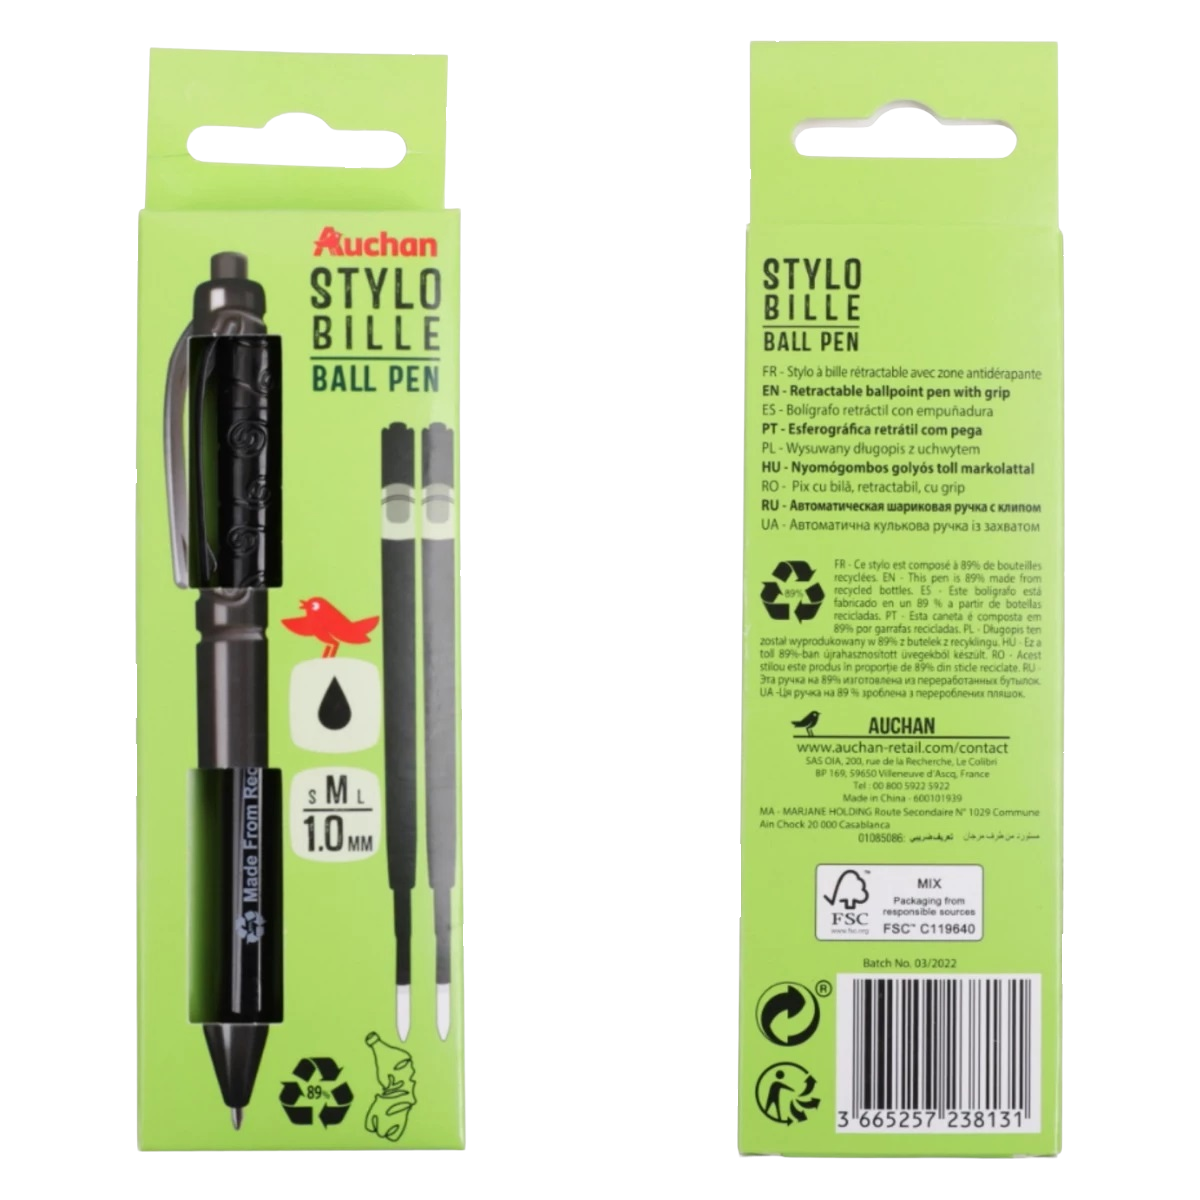 Auchan
STYLO
BILLE
BALL PEN
S M L
1.0 MM
Made From Rec
89%
STYLO
BILLE
BALL PEN
FR - Stylo à bille rétractable avec zone antidérapante
EN - Retractable ballpoint pen with grip
ES - Bolígrafo retráctil con empuñadura
PT - Esferográfica retrátil com pega
PL - Wysuwany długopis z uchwytem
HU - Nyomógombos golyós toll markolattal
RO - Pix cu bilă, retractabil, cu grip
RU - Автоматическая шариковая ручка с клипом
UA - Автоматична кулькова ручка із захватом
89%
FR - Ce stylo est composé à 89% de bouteilles
recyclées. EN - This pen is 89% made from
recycled bottles. ES - Este bolígrafo está
fabricado en un 89 % a partir de botellas
recicladas. PT - Esta caneta é composta em
89% por garrafas recicladas. PL - Długopis ten
został wyprodukowany w 89% z butelek z recyklingu. HU - Ez a
toll 89%-ban újrahasznosított üvegekből készült. RO - Acest
stilou este produs în proporție de 89% din sticle reciclate. RU -
Эта ручка на 89% изготовлена из переработанных бутылок.
UA -Ця ручка на 89 % зроблена з перероблених пляшок.
AUCHAN
www.auchan-retail.com/contact
SAS OIA, 200, rue de la Recherche, Le Colibri
BP 169, 59650 Villeneuve d'Ascq, France
Tel : 00 800 5922 5922
Made in China - 600101939
MA - MARJANE HOLDING Route Secondaire N° 1029 Commune
Ain Chock 20 000 Casablanca
مستورد من طرف مرجان تعريف ضريبي: 01085086
FSC
www.fsc.org
MIX
Packaging from
responsible sources
FSC™ C119640
Batch No. 03/2022
3 665257 238131